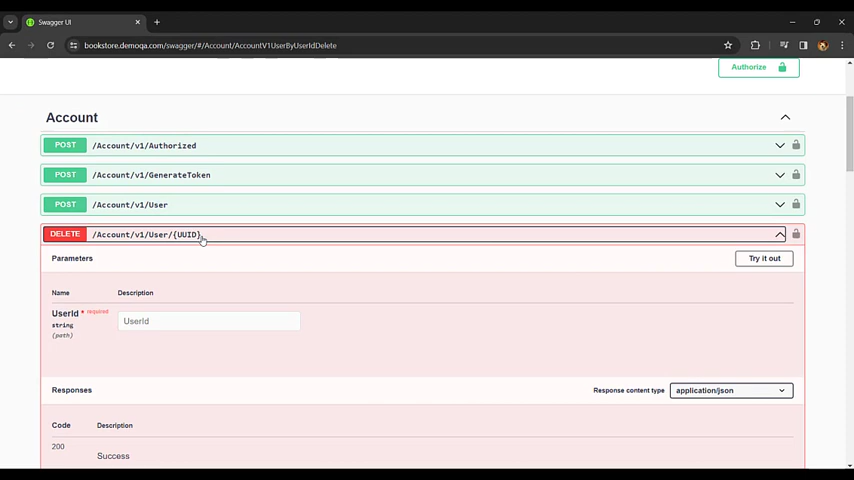 Swagger UI
bookstore.demoqa.com/swagger/#/Account/AccountV1UserByUserIdDelete
Authorize
Account
POST /Account/v1/Authorized
POST /Account/v1/GenerateToken
POST /Account/v1/User
DELETE /Account/v1/User/{UUID}
Parameters Try it out
Name Description
UserId * required
string
(path)
UserId
Responses Response content type application/json
Code Description
200
Success